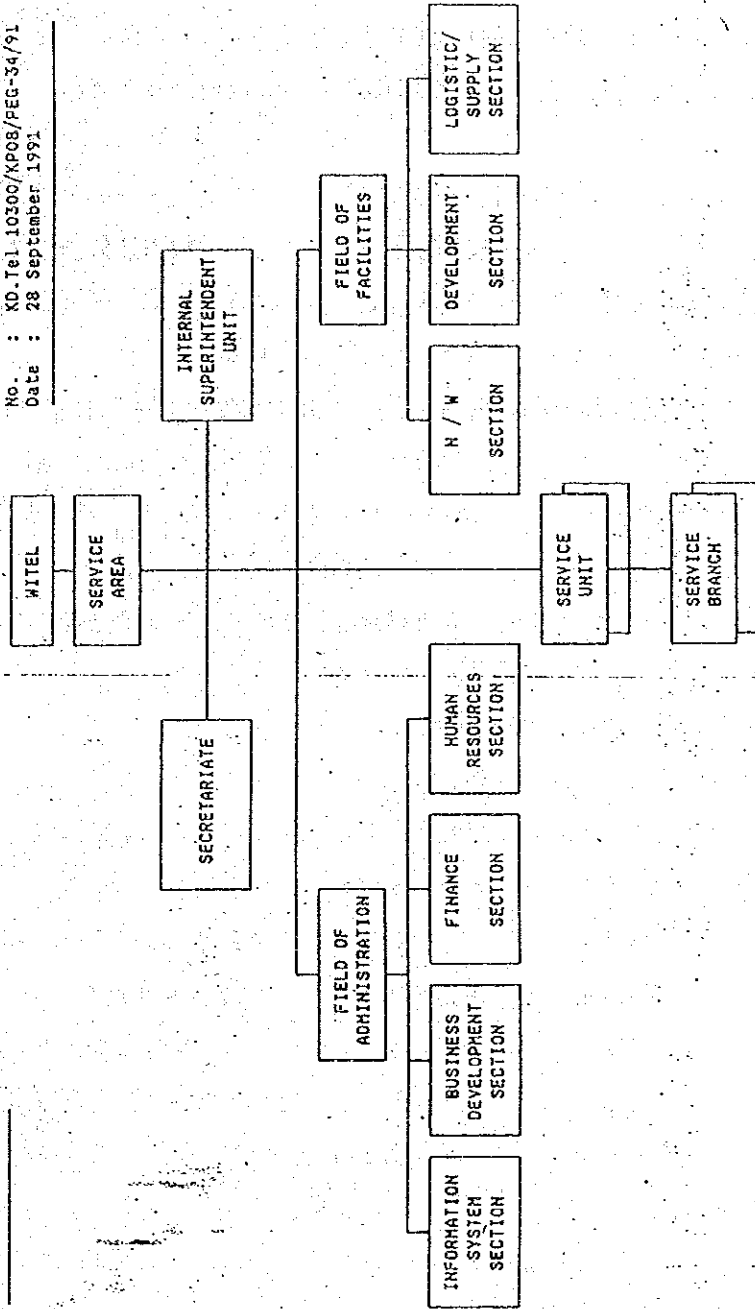 No. : KD.Tel 10300/KP08/PEG-34/91
Date : 28 September 1991
WITEL
SERVICE
AREA
SECRETARIATE
INTERNAL
SUPERINTENDENT
UNIT
FIELD OF
ADMINISTRATION
FIELD OF
FACILITIES
INFORMATION
SYSTEM
SECTION
BUSINESS
DEVELOPMENT
SECTION
FINANCE
SECTION
HUMAN
RESOURCES
SECTION
N / W
SECTION
DEVELOPMENT
SECTION
LOGISTIC/
SUPPLY
SECTION
SERVICE
UNIT
SERVICE
BRANCH